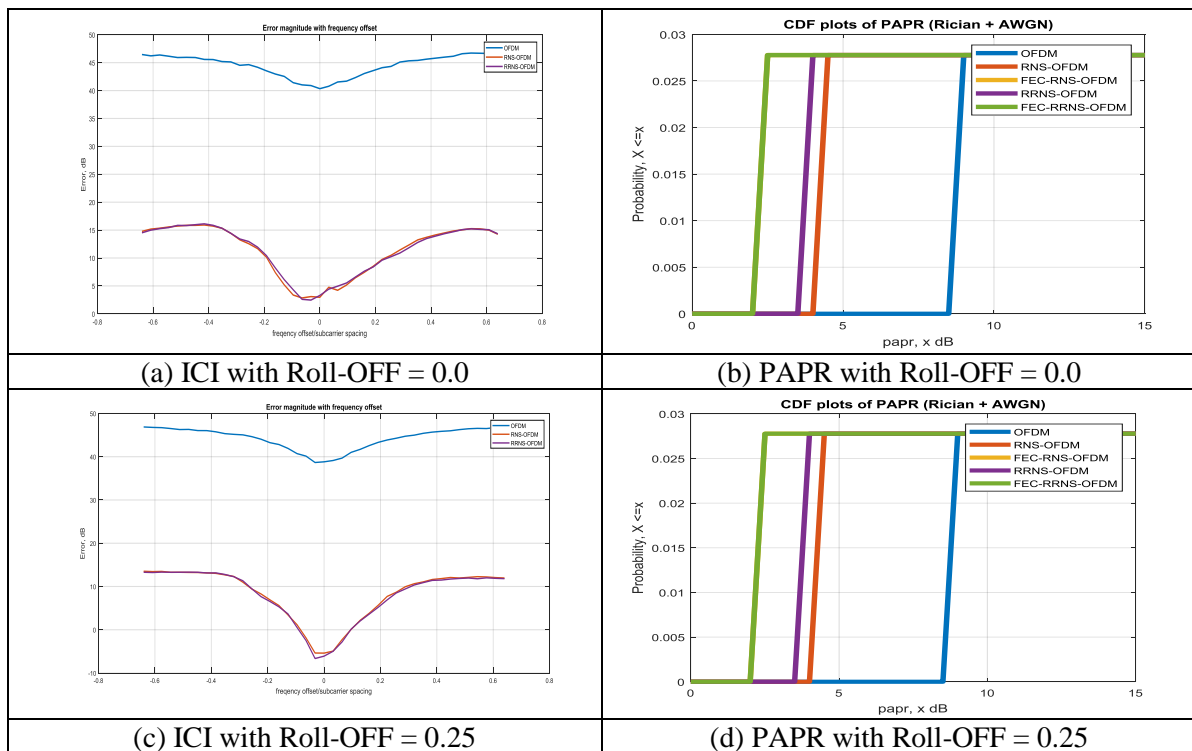 Error magnitude with frequency offset
50
45
40
35
30
25
20
15
10
5
0
Error, dB
OFDM
RNS-OFDM
RRNS-OFDM
-0.8 -0.6 -0.4 -0.2 0 0.2 0.4 0.6 0.8
freqency offset/subcarrier spacing
CDF plots of PAPR (Rician + AWGN)
0.03
0.025
0.02
0.015
0.01
0.005
0
Probability, X <=x
OFDM
RNS-OFDM
FEC-RNS-OFDM
RRNS-OFDM
FEC-RRNS-OFDM
0 5 10 15
papr, x dB
(a) ICI with Roll-OFF = 0.0
(b) PAPR with Roll-OFF = 0.0
Error magnitude with frequency offset
50
40
30
20
10
0
-10
Error, dB
OFDM
RNS-OFDM
RRNS-OFDM
-0.8 -0.6 -0.4 -0.2 0 0.2 0.4 0.6 0.8
freqency offset/subcarrier spacing
CDF plots of PAPR (Rician + AWGN)
0.03
0.025
0.02
0.015
0.01
0.005
0
Probability, X <=x
OFDM
RNS-OFDM
FEC-RNS-OFDM
RRNS-OFDM
FEC-RRNS-OFDM
0 5 10 15
papr, x dB
(c) ICI with Roll-OFF = 0.25
(d) PAPR with Roll-OFF = 0.25